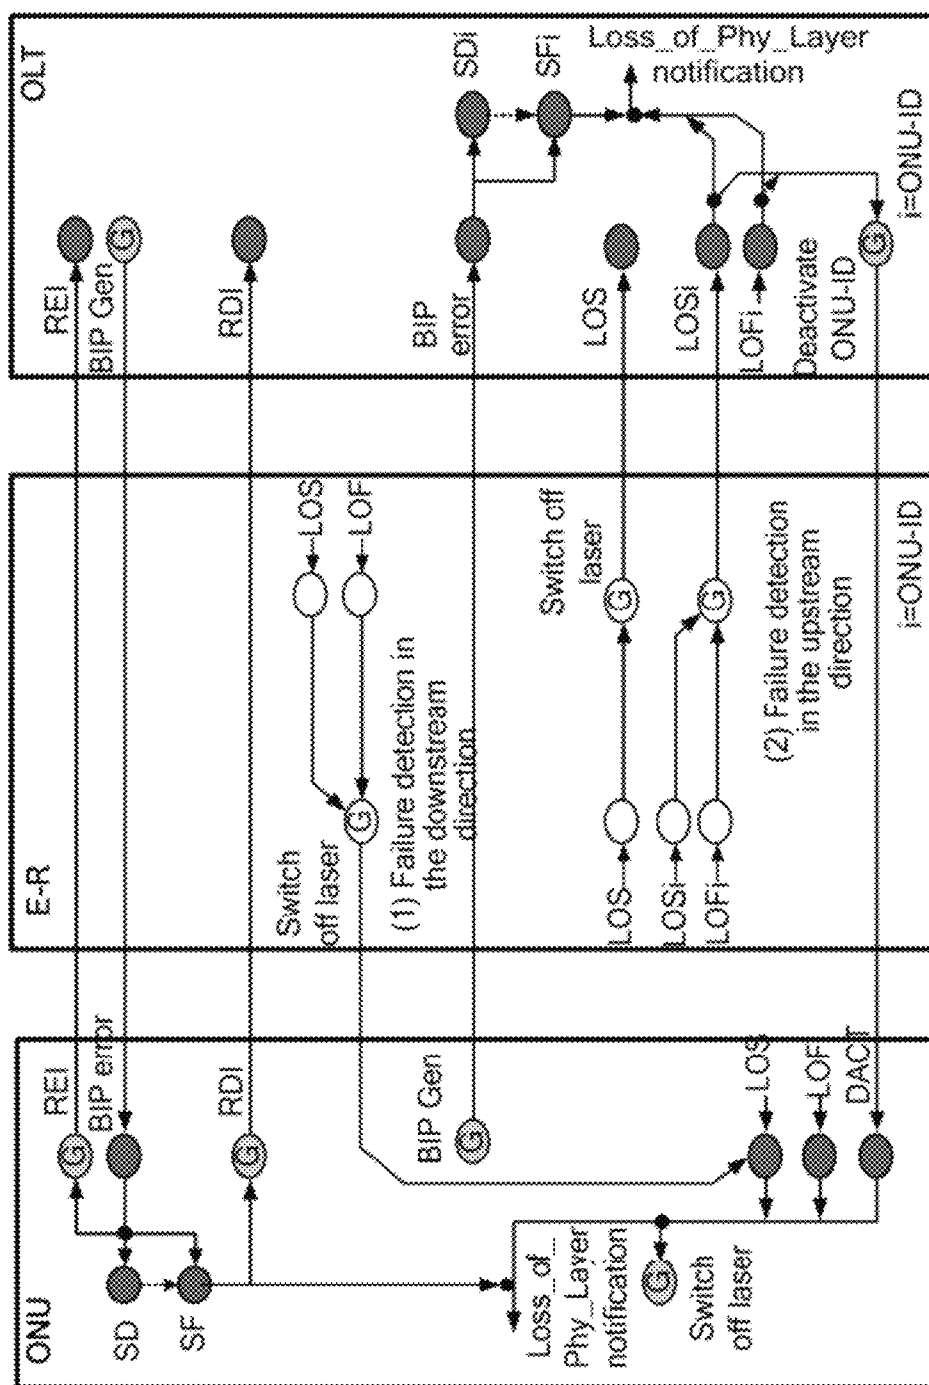 OLT
REI
BIP Gen
G
RDI
BIP
error
SDi
SFi
Loss_of_Phy_Layer
notification
LOS
LOSi
LOFi
Deactivate
ONU-ID
G
i=ONU-ID
E-R
LOS
LOF
Switch
off laser
G
(1) Failure detection in
the downstream
direction
Switch off
laser
G
G
LOS
LOSi
LOFi
(2) Failure detection
in the upstream
direction
i=ONU-ID
ONU
REI
G
BIP error
SD
SF
RDI
G
BIP Gen
G
Loss_of_
Phy_Layer
notification
G
Switch
off laser
LOS
LOF
DACT